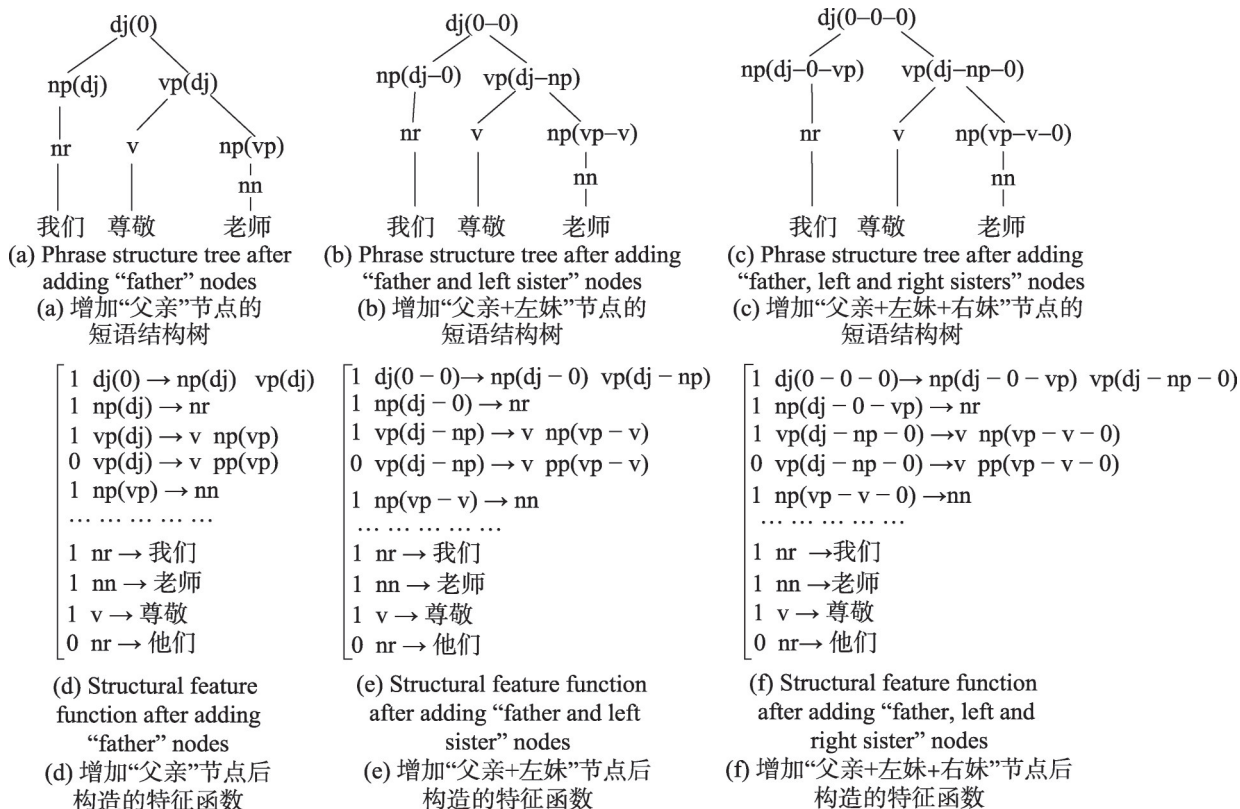 dj(0)
np(dj) vp(dj)
nr v np(vp)
nn
我们 尊敬 老师
(a) Phrase structure tree after
adding “father” nodes
(a) 增加“父亲”节点的
短语结构树
dj(0−0)
np(dj−0) vp(dj−np)
nr v np(vp−v)
nn
我们 尊敬 老师
(b) Phrase structure tree after adding
“father and left sister” nodes
(b) 增加“父亲+左妹”节点的
短语结构树
dj(0−0−0)
np(dj−0−vp) vp(dj−np−0)
nr v np(vp−v−0)
nn
我们 尊敬 老师
(c) Phrase structure tree after adding
“father, left and right sisters” nodes
(c) 增加“父亲+左妹+右妹”节点的
短语结构树
1 dj(0) → np(dj) vp(dj)
1 np(dj) → nr
1 vp(dj) → v np(vp)
0 vp(dj) → v pp(vp)
1 np(vp) → nn
… … … … …
1 nr → 我们
1 nn → 老师
1 v → 尊敬
0 nr → 他们
(d) Structural feature
function after adding
“father” nodes
(d) 增加“父亲”节点后
构造的特征函数
1 dj(0 − 0)→ np(dj − 0) vp(dj − np)
1 np(dj − 0) → nr
1 vp(dj − np) → v np(vp − v)
0 vp(dj − np) → v pp(vp − v)
1 np(vp − v) → nn
… … … … …
1 nr → 我们
1 nn → 老师
1 v → 尊敬
0 nr → 他们
(e) Structural feature function
after adding “father and left
sister” nodes
(e) 增加“父亲+左妹”节点后
构造的特征函数
1 dj(0 − 0 − 0)→ np(dj − 0 − vp) vp(dj − np − 0)
1 np(dj − 0 − vp) → nr
1 vp(dj − np − 0) →v np(vp − v − 0)
0 vp(dj − np − 0) →v pp(vp − v − 0)
1 np(vp − v − 0) →nn
… … … … …
1 nr →我们
1 nn →老师
1 v → 尊敬
0 nr→ 他们
(f) Structural feature function
after adding “father, left and
right sister” nodes
(f) 增加“父亲+左妹+右妹”节点后
构造的特征函数